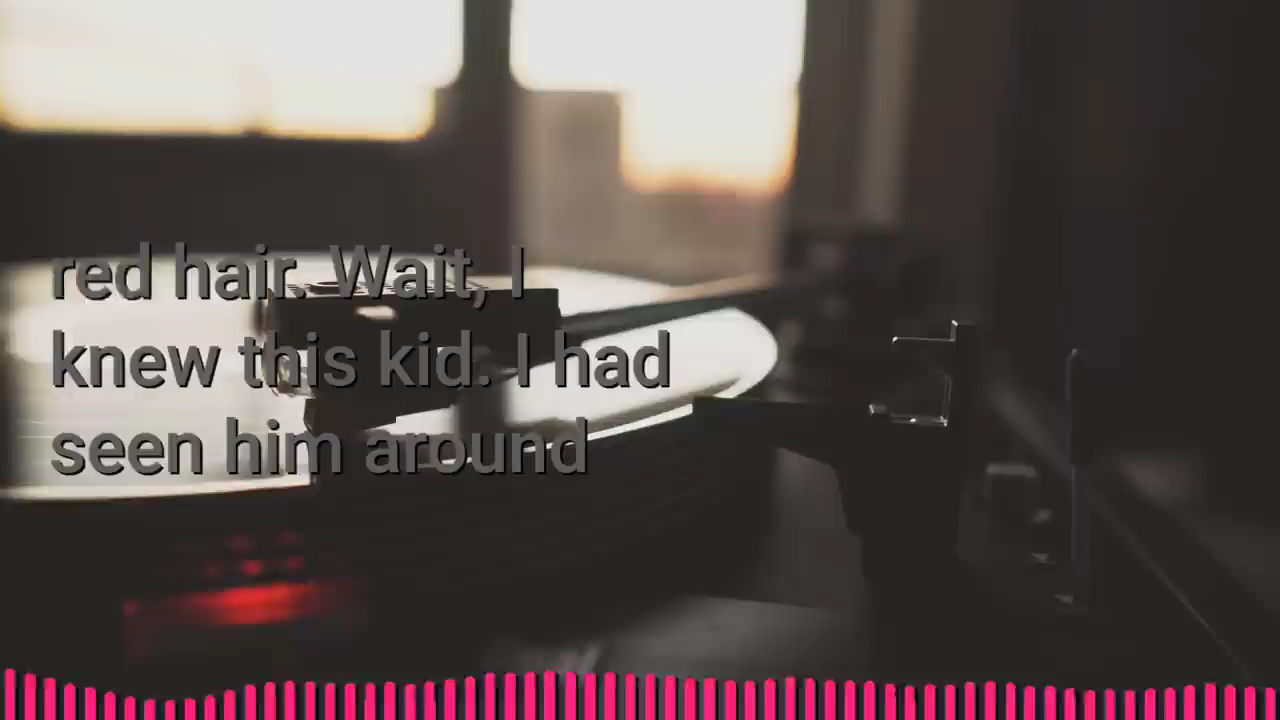 red hair. Wait, I
knew this kid. I had
seen him around